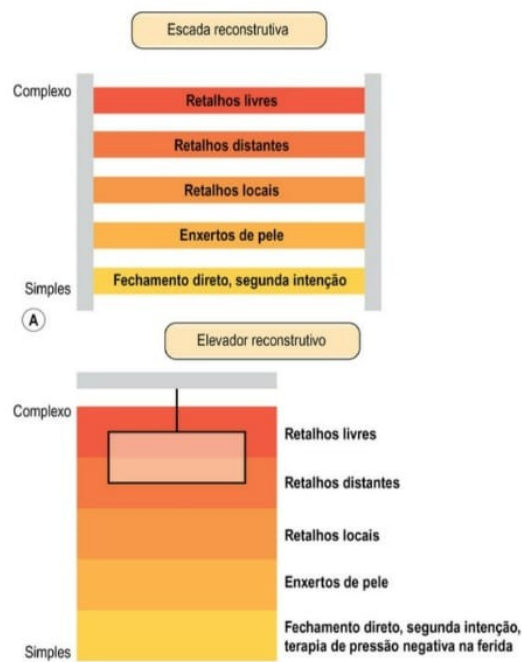 Escada reconstrutiva
Complexo
Retalhos livres
Retalhos distantes
Retalhos locais
Enxertos de pele
Fechamento direto, segunda intenção
Simples
A
Elevador reconstrutivo
Complexo
Retalhos livres
Retalhos distantes
Retalhos locais
Enxertos de pele
Fechamento direto, segunda intenção,
terapia de pressão negativa na ferida
Simples